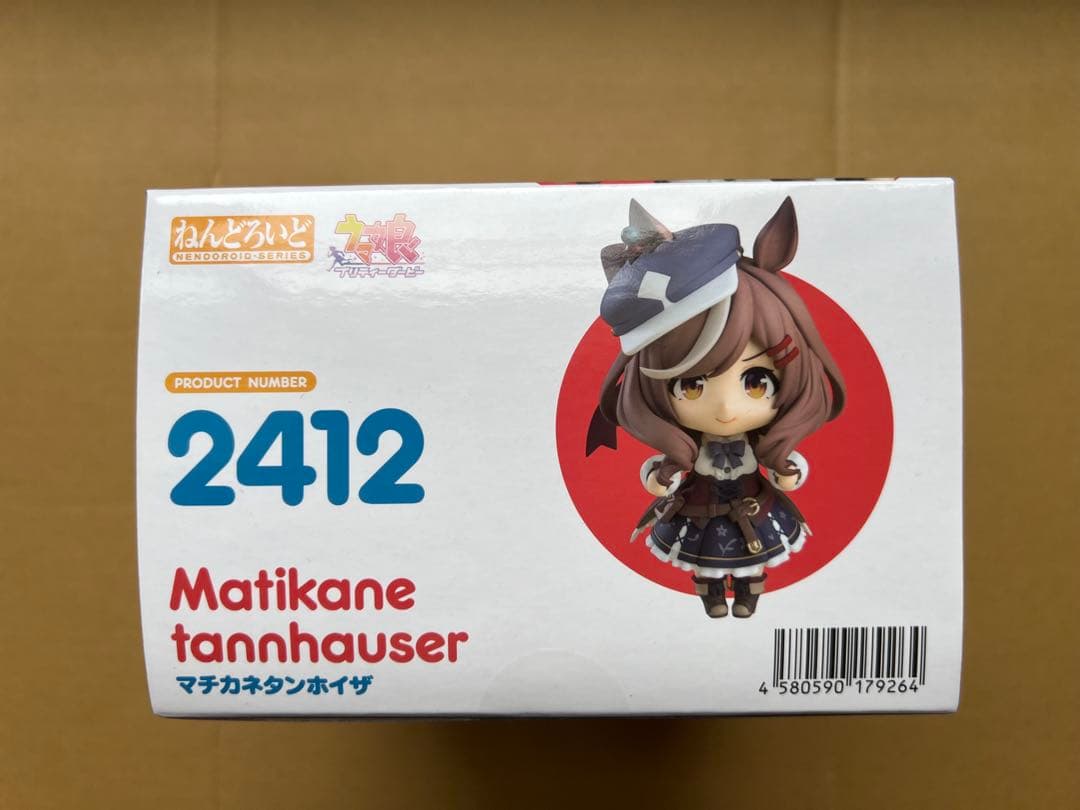 ねんどろいど
NENDOROID SERIES
ウマ娘
プリティーダービー
PRODUCT NUMBER
2412
Matikane
tannhauser
マチカネタンホイザ
4 580590 179264